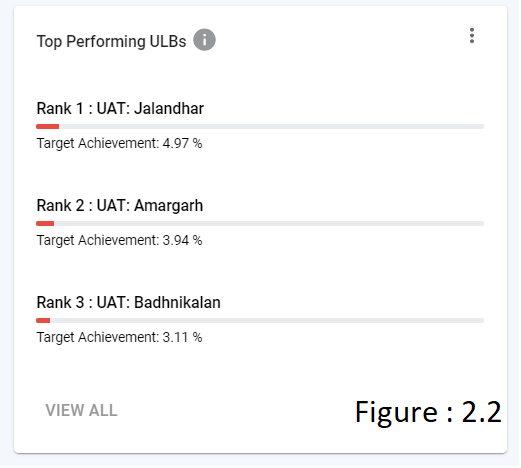 Top Performing ULBs
Rank 1 : UAT: Jalandhar
Target Achievement: 4.97 %
Rank 2 : UAT: Amargarh
Target Achievement: 3.94 %
Rank 3 : UAT: Badhnikalan
Target Achievement: 3.11 %
VIEW ALL
Figure : 2.2